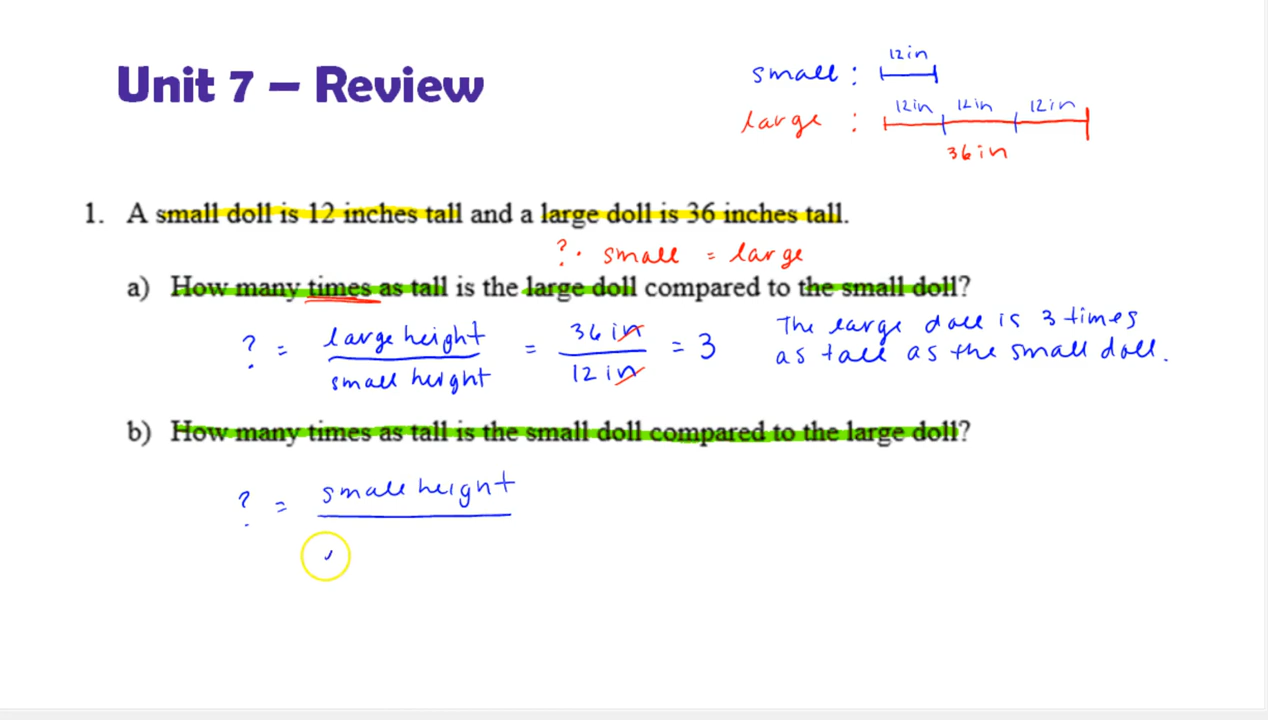 Unit 7 – Review
small : 12in
large : 12in 12in 12in
36in
1. A small doll is 12 inches tall and a large doll is 36 inches tall.
? · small = large
a) How many times as tall is the large doll compared to the small doll?
? = large height / small height = 36 in / 12 in = 3
The large doll is 3 times
as tall as the small doll.
b) How many times as tall is the small doll compared to the large doll?
? = small height